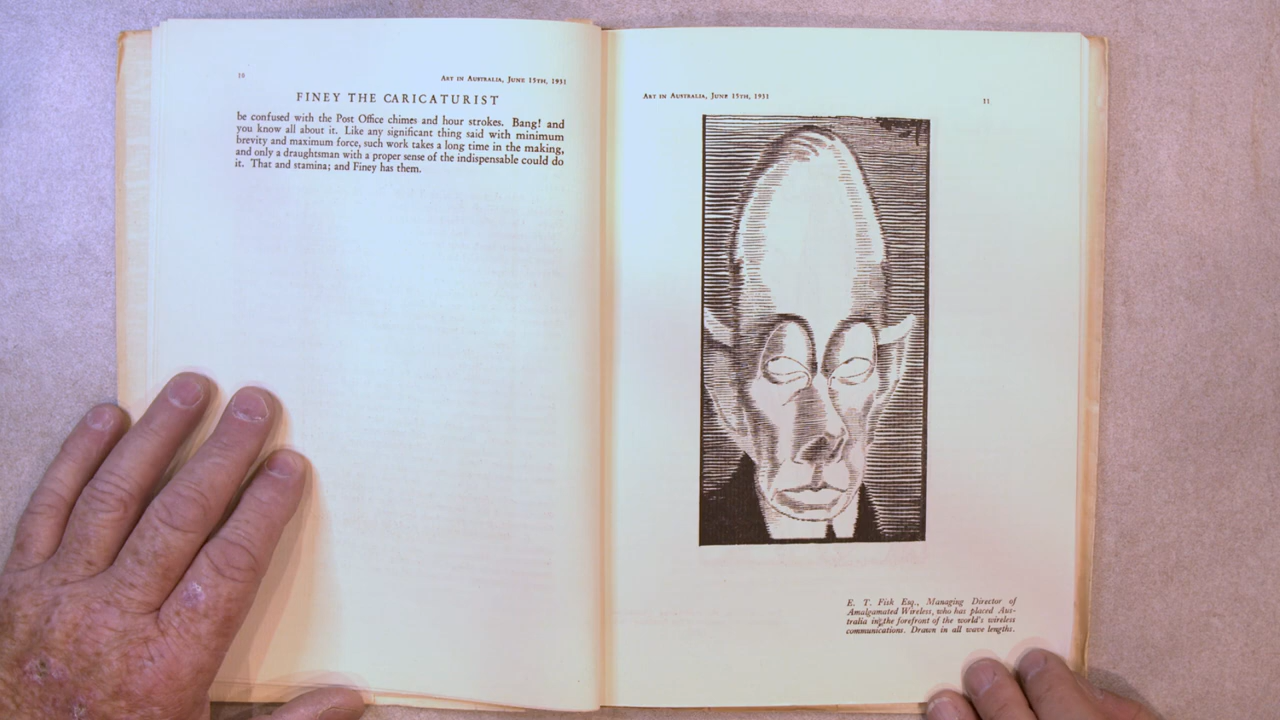 10
ART IN AUSTRALIA, JUNE 15TH, 1931
FINEY THE CARICATURIST
be confused with the Post Office chimes and hour strokes. Bang! and
you know all about it. Like any significant thing said with minimum
brevity and maximum force, such work takes a long time in the making,
and only a draughtsman with a proper sense of the indispensable could do
it. That and stamina; and Finey has them.
ART IN AUSTRALIA, JUNE 15TH, 1931
11
E. T. Fisk Esq., Managing Director of
Amalgamated Wireless, who has placed Aus-
tralia in the forefront of the world's wireless
communications. Drawn in all wave lengths.